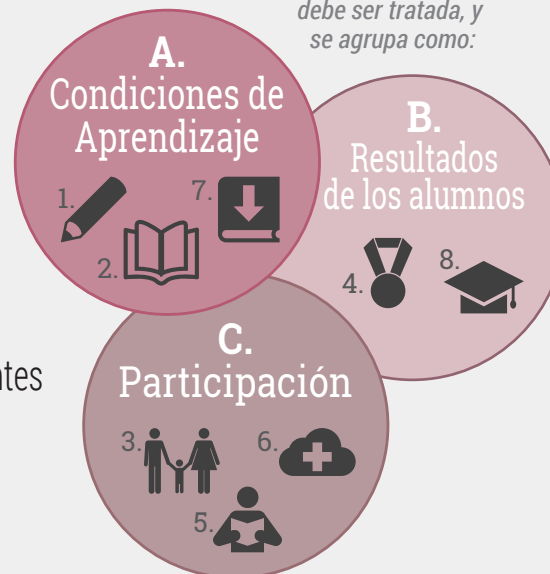 debe ser tratada, y
se agrupa como:
A.
Condiciones de
Aprendizaje
1.
7.
2.
B.
Resultados
de los alumnos
4.
8.
C.
Participación
3.
6.
5.